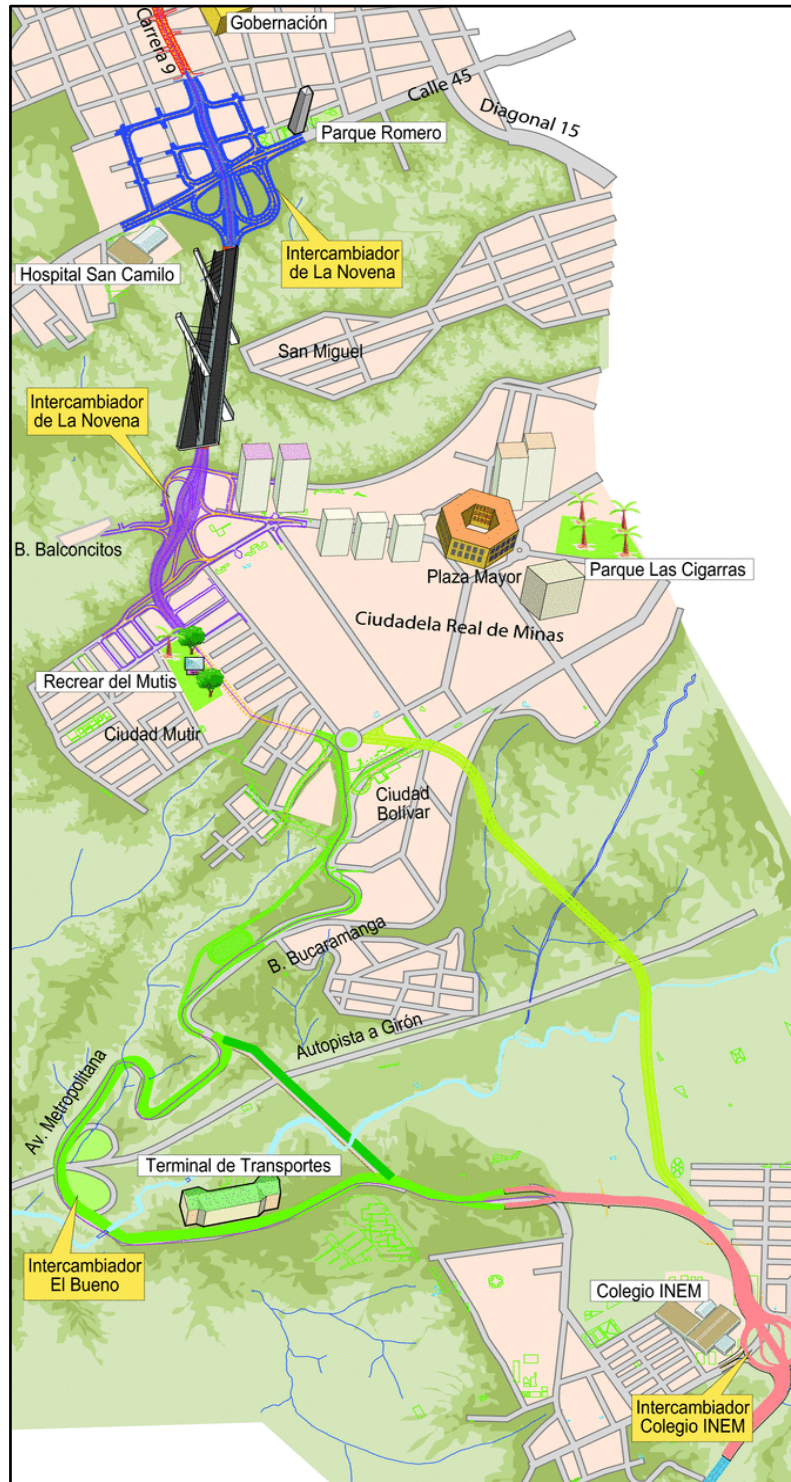 Gobernación
Carrera 9
Calle 45
Diagonal 15
Parque Romero
Intercambiador
de La Novena
Hospital San Camilo
San Miguel
Intercambiador
de La Novena
B. Balconcitos
Plaza Mayor
Parque Las Cigarras
Ciudadela Real de Minas
Recrear del Mutis
Ciudad Mutir
Ciudad
Bolívar
B. Bucaramanga
Autopista a Girón
Av. Metropolitana
Terminal de Transportes
Intercambiador
El Bueno
Colegio INEM
Intercambiador
Colegio INEM